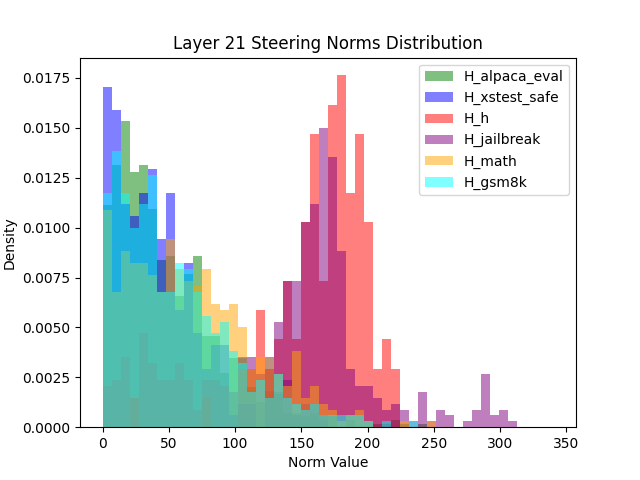 Layer 21 Steering Norms Distribution
H_alpaca_eval
H_xstest_safe
H_h
H_jailbreak
H_math
H_gsm8k
Density
0.0175
0.0150
0.0125
0.0100
0.0075
0.0050
0.0025
0.0000
0
50
100
150
200
250
300
350
Norm Value